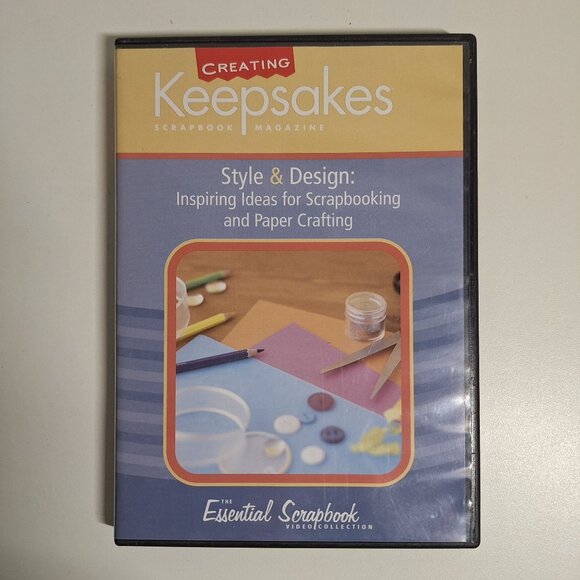 CREATING
Keepsakes
SCRAPBOOK MAGAZINE
Style & Design:
Inspiring Ideas for Scrapbooking
and Paper Crafting
THE
Essential Scrapbook
VIDEO COLLECTION